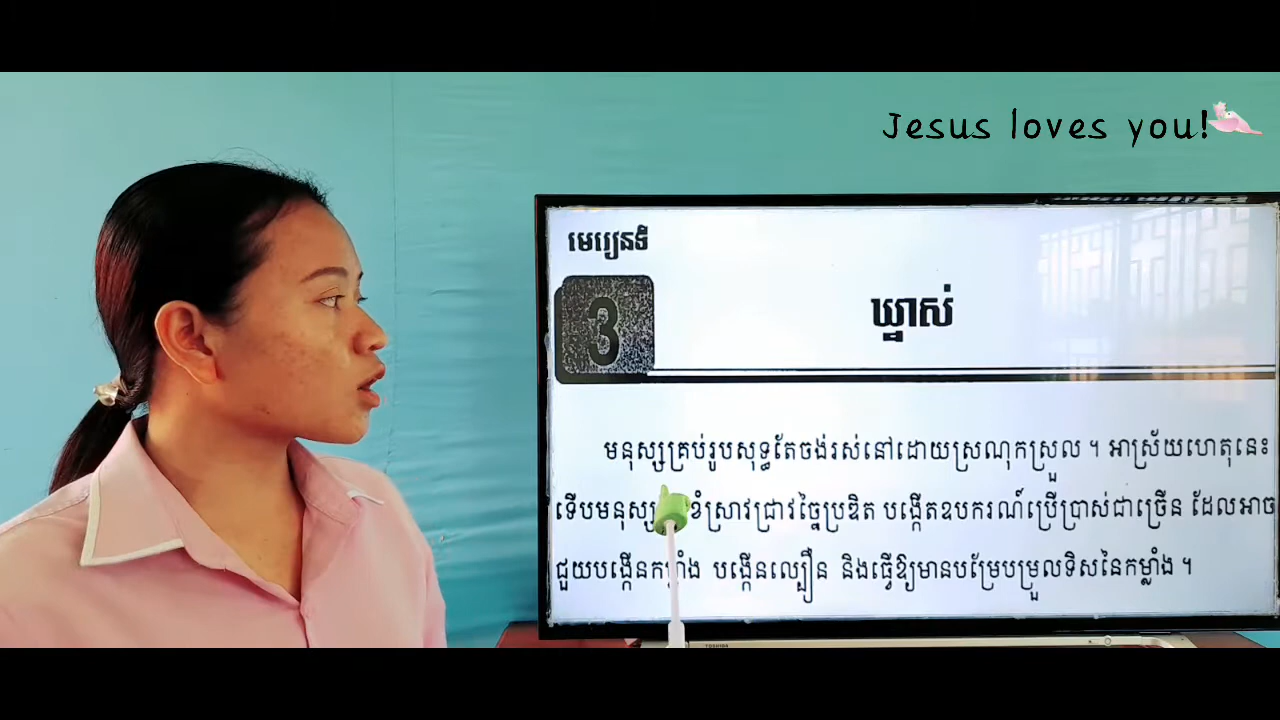 Jesus loves you!
មេរៀនទី
3
ឃ្នាស់
មនុស្សគ្រប់រូបសុទ្ធតែចង់រស់នៅដោយស្រណុកស្រួល ។ អាស្រ័យហេតុនេះ
ទើបមនុស្ស ខំស្រាវជ្រាវច្នៃប្រឌិត បង្កើតឧបករណ៍ប្រើប្រាស់ជាច្រើន ដែលអាច
ជួយបង្កើនកម្លាំង បង្កើនល្បឿន និងធ្វើឱ្យមានបម្រែបម្រួលទិសនៃកម្លាំង ។
TOSHIBA